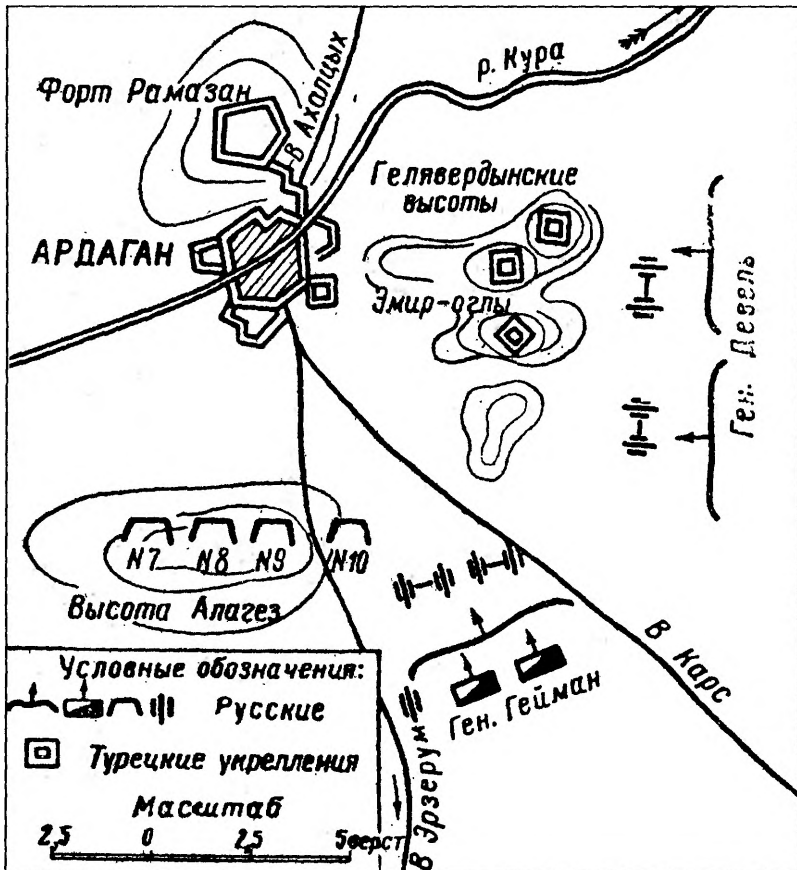 р. Кура
Форт Рамазан
В Ахалцых
Гелявердынские
высоты
АРДАГАН
Эмир-оглы
Ген. Девель
N7
N8
N9
N10
Высота Алагез
В Карс
Ген. Гейман
В Эрзерум
Условные обозначения:
Русские
Турецкие укрепления
Масштаб
2,5 0 2,5 5верст